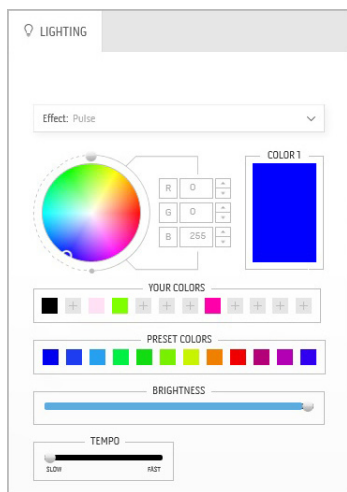 LIGHTING
Effect: Pulse
COLOR 1
R 0
G 0
B 255
YOUR COLORS
PRESET COLORS
BRIGHTNESS
TEMPO
SLOW FAST